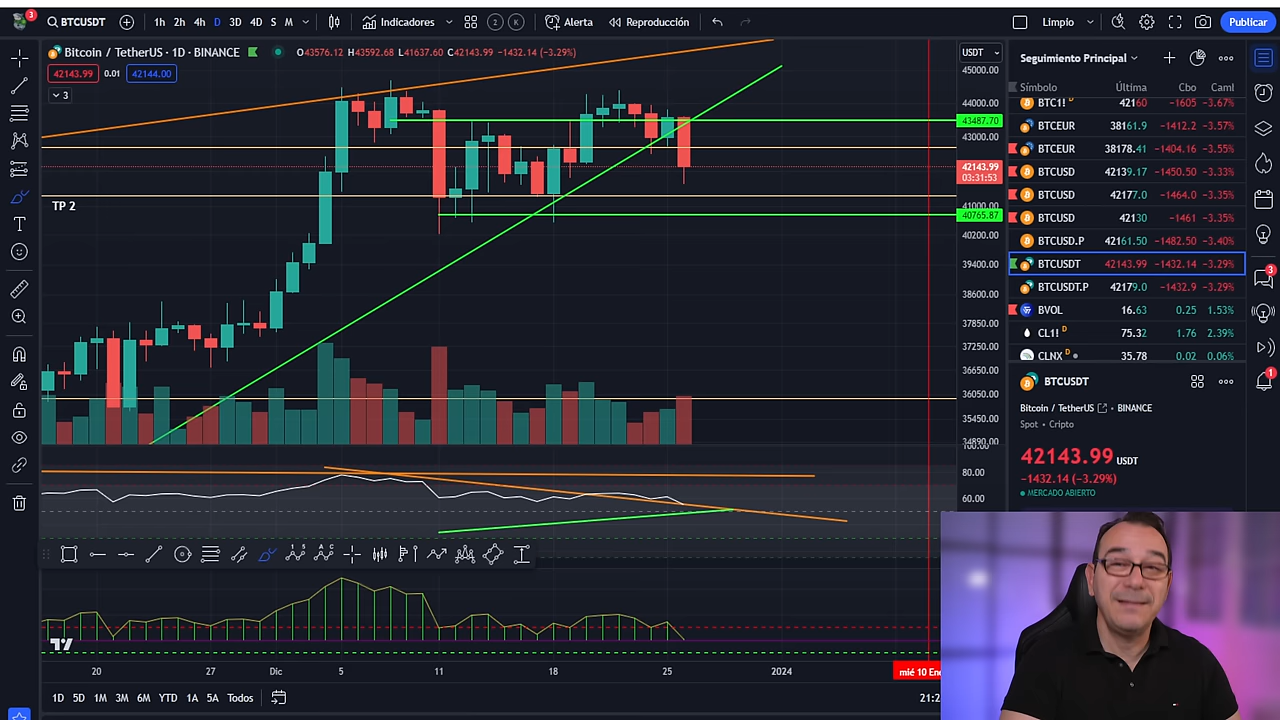 3
BTCUSDT
1h 2h 4h D 3D 4D S M
Indicadores
2 K
Alerta
Reproducción
Limpio
Publicar
Bitcoin / TetherUS · 1D · BINANCE O43576.12 H43592.68 L41637.60 C42143.99 −1432.14 (−3.29%)
42143.99 0.01 42144.00
3
TP 2
USDT
45000.00
44000.00
43487.70
43000.00
42143.99
03:31:53
41000.00
40765.87
40200.00
39400.00
38600.00
37850.00
37250.00
36650.00
36050.00
35450.00
34890.00
100.00
80.00
60.00
20 27 Dic 5 11 18 25 2024 mié 10 Ene
1D 5D 1M 3M 6M YTD 1A 5A Todos
21:2
Seguimiento Principal
Símbolo Última Cbo Caml
BTC1! D 42160 −1605 −3.67%
BTCEUR 38161.9 −1412.2 −3.57%
BTCEUR 38178.41 −1404.16 −3.55%
BTCUSD 42139.17 −1450.50 −3.33%
BTCUSD 42177.0 −1464.0 −3.35%
BTCUSD 42130 −1461 −3.35%
BTCUSD.P 42161.50 −1482.50 −3.40%
BTCUSDT 42143.99 −1432.14 −3.29%
BTCUSDT.P 42179.0 −1432.9 −3.29%
BVOL 16.63 0.25 1.53%
CL1! D 75.32 1.76 2.39%
CLNX D 35.78 0.02 0.06%
BTCUSDT
Bitcoin / TetherUS · BINANCE
Spot • Cripto
42143.99 USDT
−1432.14 (−3.29%)
MERCADO ABIERTO
3
1